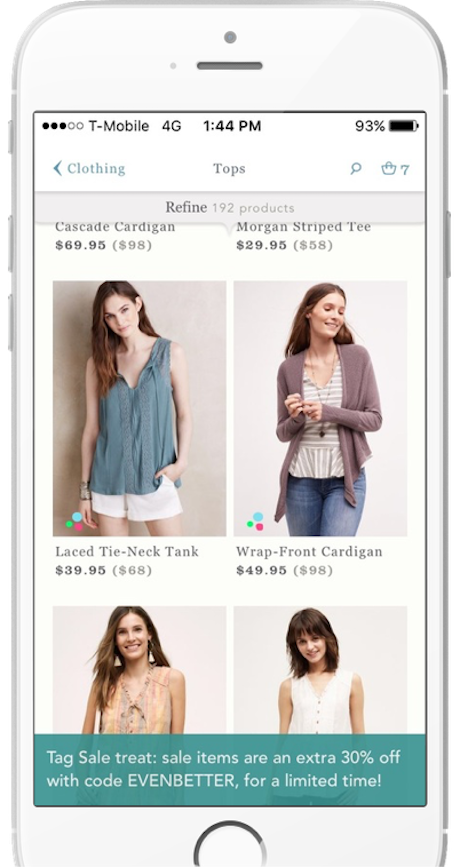 T-Mobile 4G 1:44 PM 93%
Clothing Tops 7
Refine 192 products
Cascade Cardigan Morgan Striped Tee
$69.95 ($98) $29.95 ($58)
Laced Tie-Neck Tank Wrap-Front Cardigan
$39.95 ($68) $49.95 ($98)
Tag Sale treat: sale items are an extra 30% off
with code EVENBETTER, for a limited time!